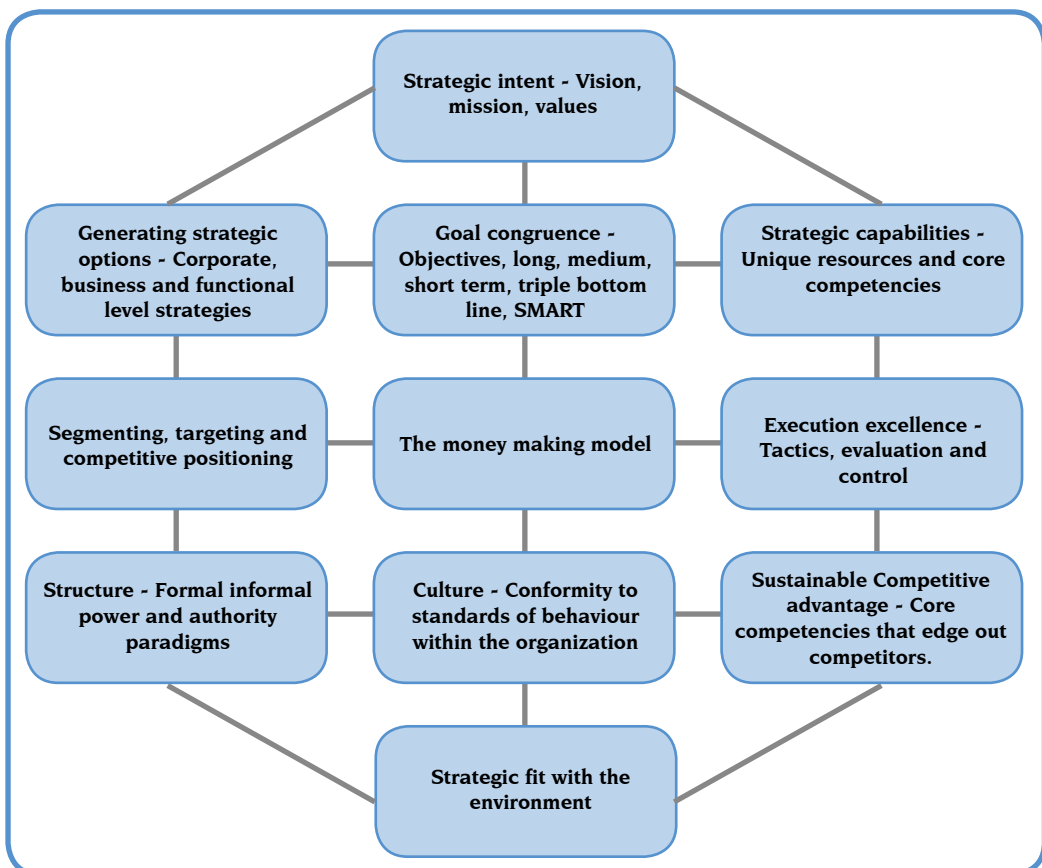 Strategic intent - Vision,
mission, values
Generating strategic
options - Corporate,
business and functional
level strategies
Goal congruence -
Objectives, long, medium,
short term, triple bottom
line, SMART
Strategic capabilities -
Unique resources and core
competencies
Segmenting, targeting and
competitive positioning
The money making model
Execution excellence -
Tactics, evaluation and
control
Structure - Formal informal
power and authority
paradigms
Culture - Conformity to
standards of behaviour
within the organization
Sustainable Competitive
advantage - Core
competencies that edge out
competitors.
Strategic fit with the
environment